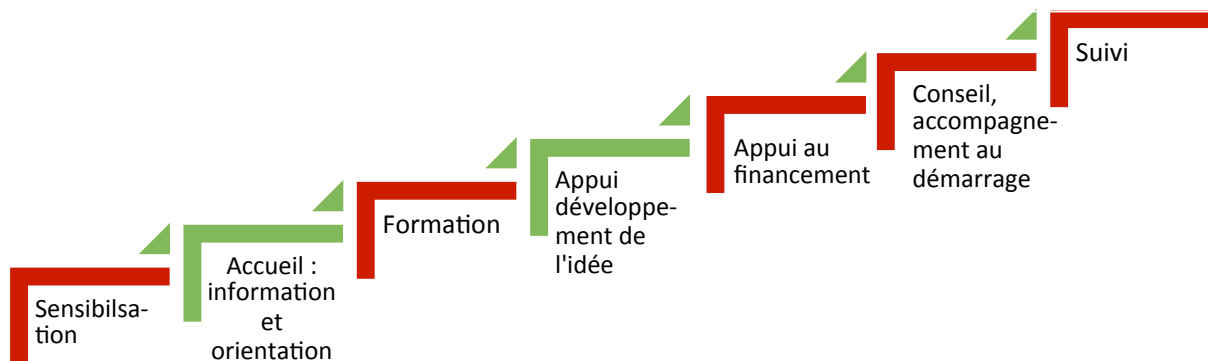 Sensibilsa-
tion
Accueil :
information
et
orientation
Formation
Appui
développe-
ment de
l'idée
Appui au
financement
Conseil,
accompagne-
ment au
démarrage
Suivi